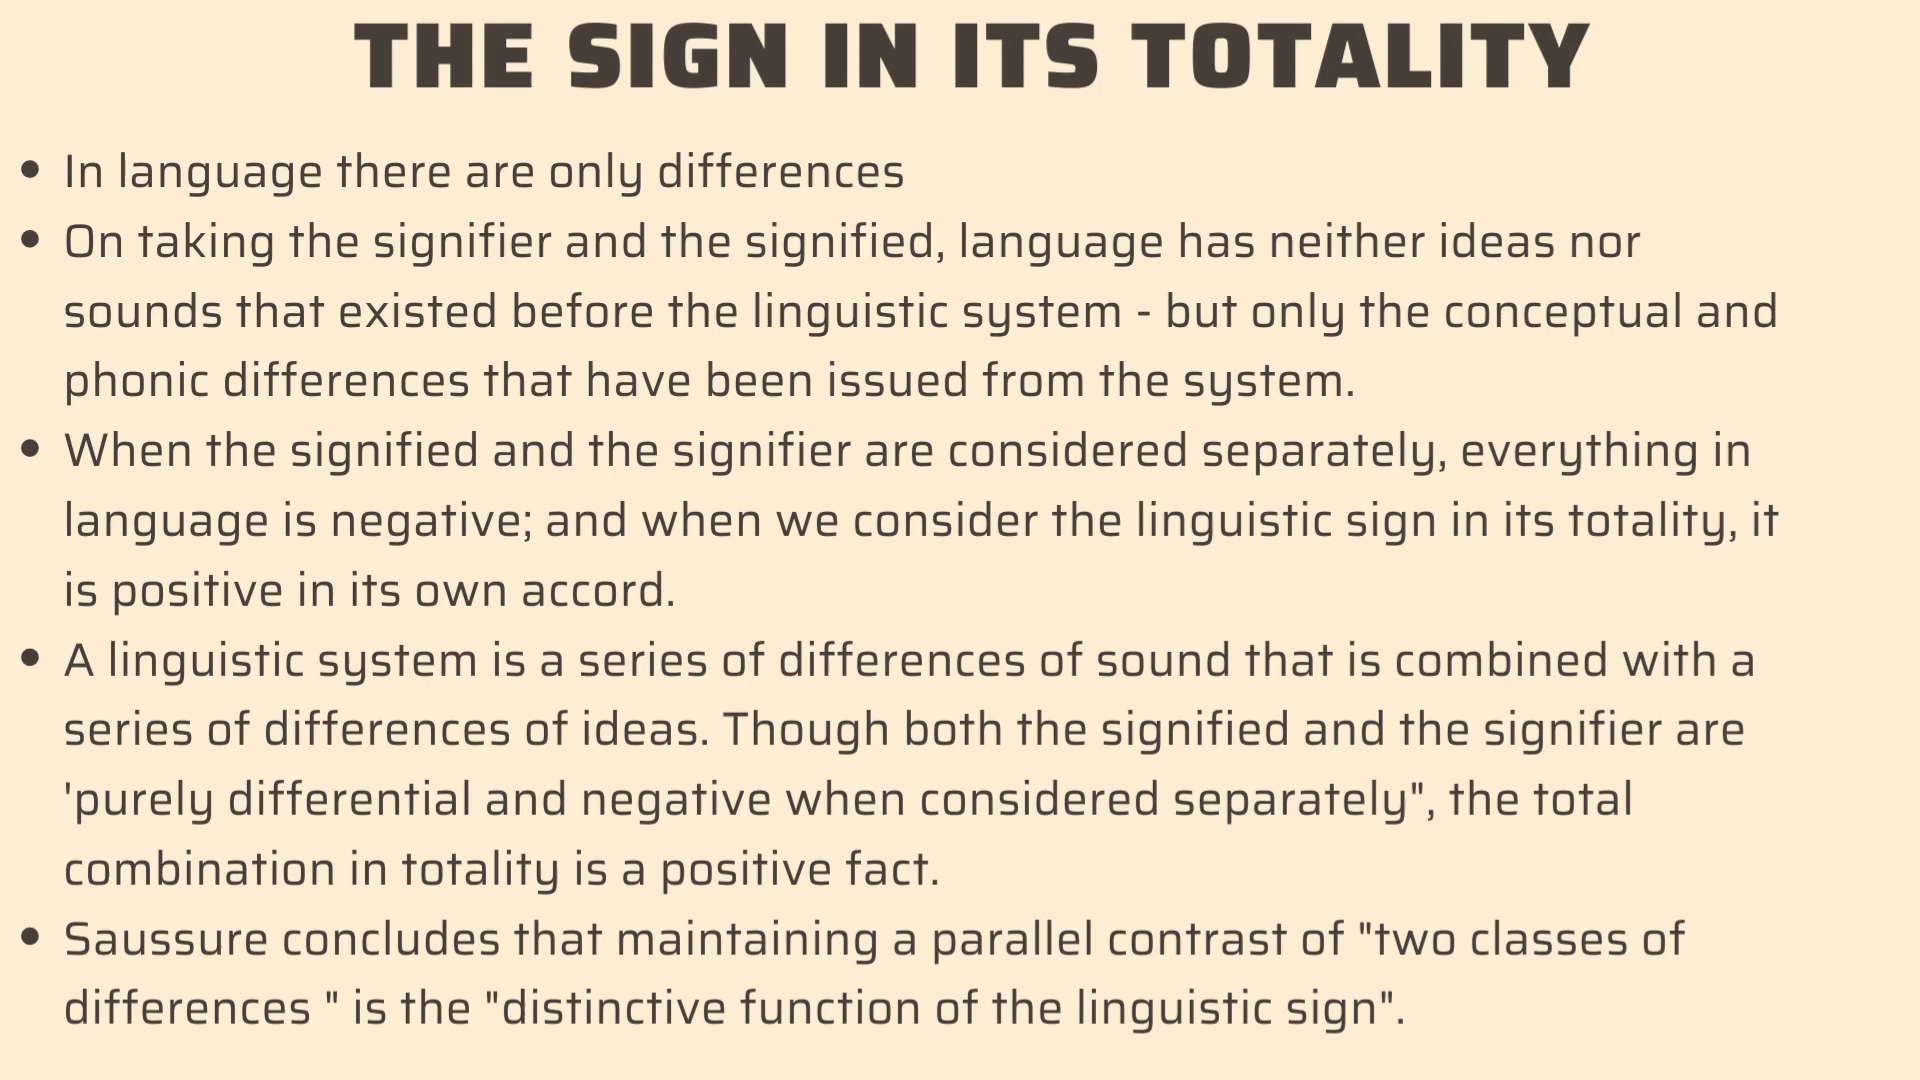 THE SIGN IN ITS TOTALITY
• In language there are only differences
• On taking the signifier and the signified, language has neither ideas nor
sounds that existed before the linguistic system - but only the conceptual and
phonic differences that have been issued from the system.
• When the signified and the signifier are considered separately, everything in
language is negative; and when we consider the linguistic sign in its totality, it
is positive in its own accord.
• A linguistic system is a series of differences of sound that is combined with a
series of differences of ideas. Though both the signified and the signifier are
'purely differential and negative when considered separately", the total
combination in totality is a positive fact.
• Saussure concludes that maintaining a parallel contrast of "two classes of
differences " is the "distinctive function of the linguistic sign".